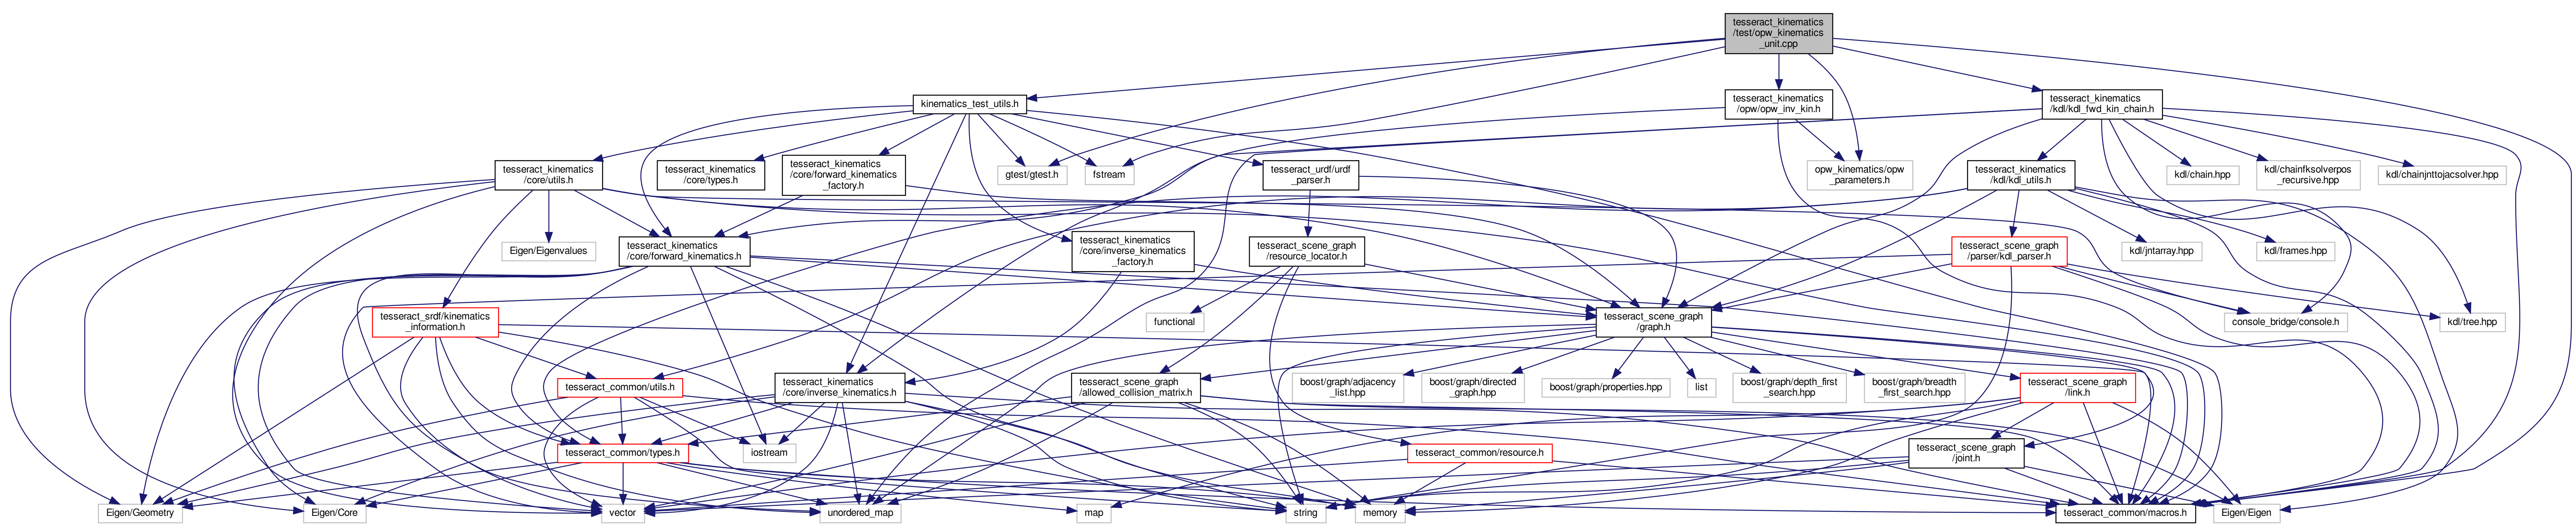 tesseract_kinematics
/test/opw_kinematics
_unit.cpp
kinematics_test_utils.h
tesseract_kinematics
/opw/opw_inv_kin.h
tesseract_kinematics
/kdl/kdl_fwd_kin_chain.h
tesseract_kinematics
/core/utils.h
tesseract_kinematics
/core/types.h
tesseract_kinematics
/core/forward_kinematics
_factory.h
gtest/gtest.h
fstream
tesseract_urdf/urdf
_parser.h
opw_kinematics/opw
_parameters.h
tesseract_kinematics
/kdl/kdl_utils.h
kdl/chain.hpp
kdl/chainfksolverpos
_recursive.hpp
kdl/chainjnttojacsolver.hpp
Eigen/Eigenvalues
tesseract_kinematics
/core/forward_kinematics.h
tesseract_kinematics
/core/inverse_kinematics
_factory.h
tesseract_scene_graph
/resource_locator.h
tesseract_scene_graph
/parser/kdl_parser.h
kdl/jntarray.hpp
kdl/frames.hpp
tesseract_srdf/kinematics
_information.h
functional
tesseract_scene_graph
/graph.h
console_bridge/console.h
kdl/tree.hpp
tesseract_common/utils.h
tesseract_kinematics
/core/inverse_kinematics.h
tesseract_scene_graph
/allowed_collision_matrix.h
boost/graph/adjacency
_list.hpp
boost/graph/directed
_graph.hpp
boost/graph/properties.hpp
list
boost/graph/depth_first
_search.hpp
boost/graph/breadth
_first_search.hpp
tesseract_scene_graph
/link.h
tesseract_common/types.h
iostream
tesseract_common/resource.h
tesseract_scene_graph
/joint.h
Eigen/Geometry
Eigen/Core
vector
unordered_map
map
string
memory
tesseract_common/macros.h
Eigen/Eigen